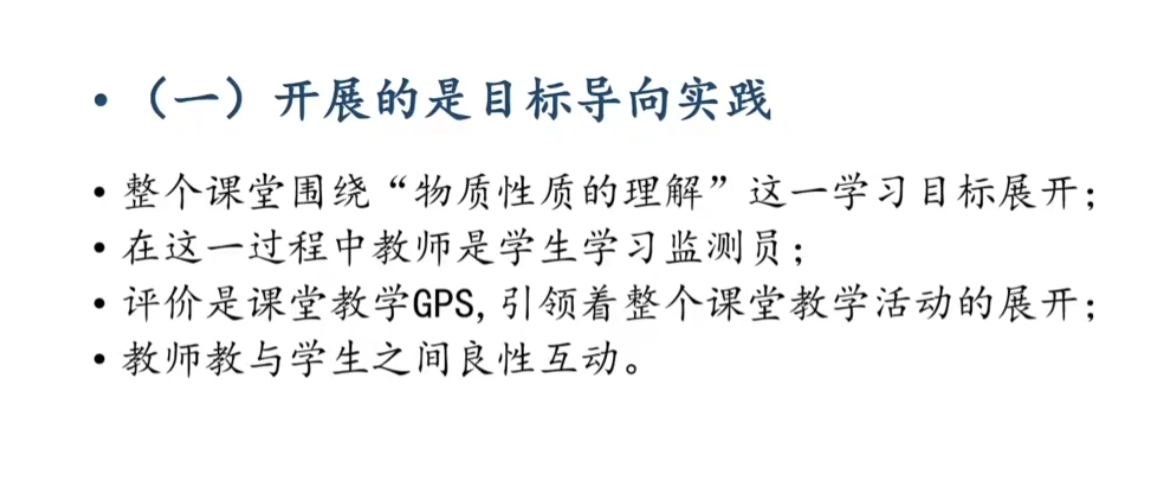 • （一）开展的是目标导向实践
• 整个课堂围绕“物质性质的理解”这一学习目标展开；
• 在这一过程中教师是学生学习监测员；
• 评价是课堂教学GPS,引领着整个课堂教学活动的展开；
• 教师教与学生之间良性互动。